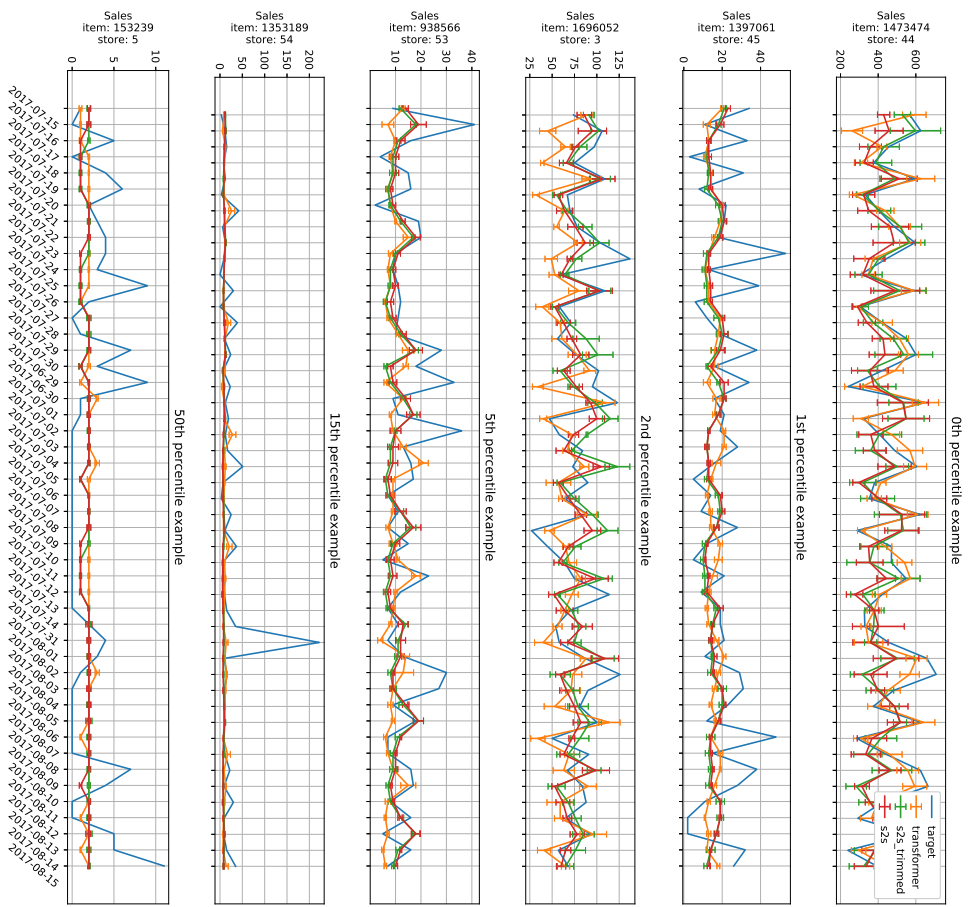 0th percentile example
Sales
item: 1473474
store: 44
200
400
600
target
transformer
s2s_trimmed
s2s
1st percentile example
Sales
item: 1397061
store: 45
0
20
40
2nd percentile example
Sales
item: 1696052
store: 3
25
50
75
100
125
5th percentile example
Sales
item: 938566
store: 53
10
20
30
40
15th percentile example
Sales
item: 1353189
store: 54
0
50
100
150
200
50th percentile example
Sales
item: 153239
store: 5
0
5
10
2017-07-15
2017-07-16
2017-07-17
2017-07-18
2017-07-19
2017-07-20
2017-07-21
2017-07-22
2017-07-23
2017-07-24
2017-07-25
2017-07-26
2017-07-27
2017-07-28
2017-07-29
2017-07-30
2017-06-29
2017-06-30
2017-07-01
2017-07-02
2017-07-03
2017-07-04
2017-07-05
2017-07-06
2017-07-07
2017-07-08
2017-07-09
2017-07-10
2017-07-11
2017-07-12
2017-07-13
2017-07-14
2017-07-31
2017-08-01
2017-08-02
2017-08-03
2017-08-04
2017-08-05
2017-08-06
2017-08-07
2017-08-08
2017-08-09
2017-08-10
2017-08-11
2017-08-12
2017-08-13
2017-08-14
2017-08-15